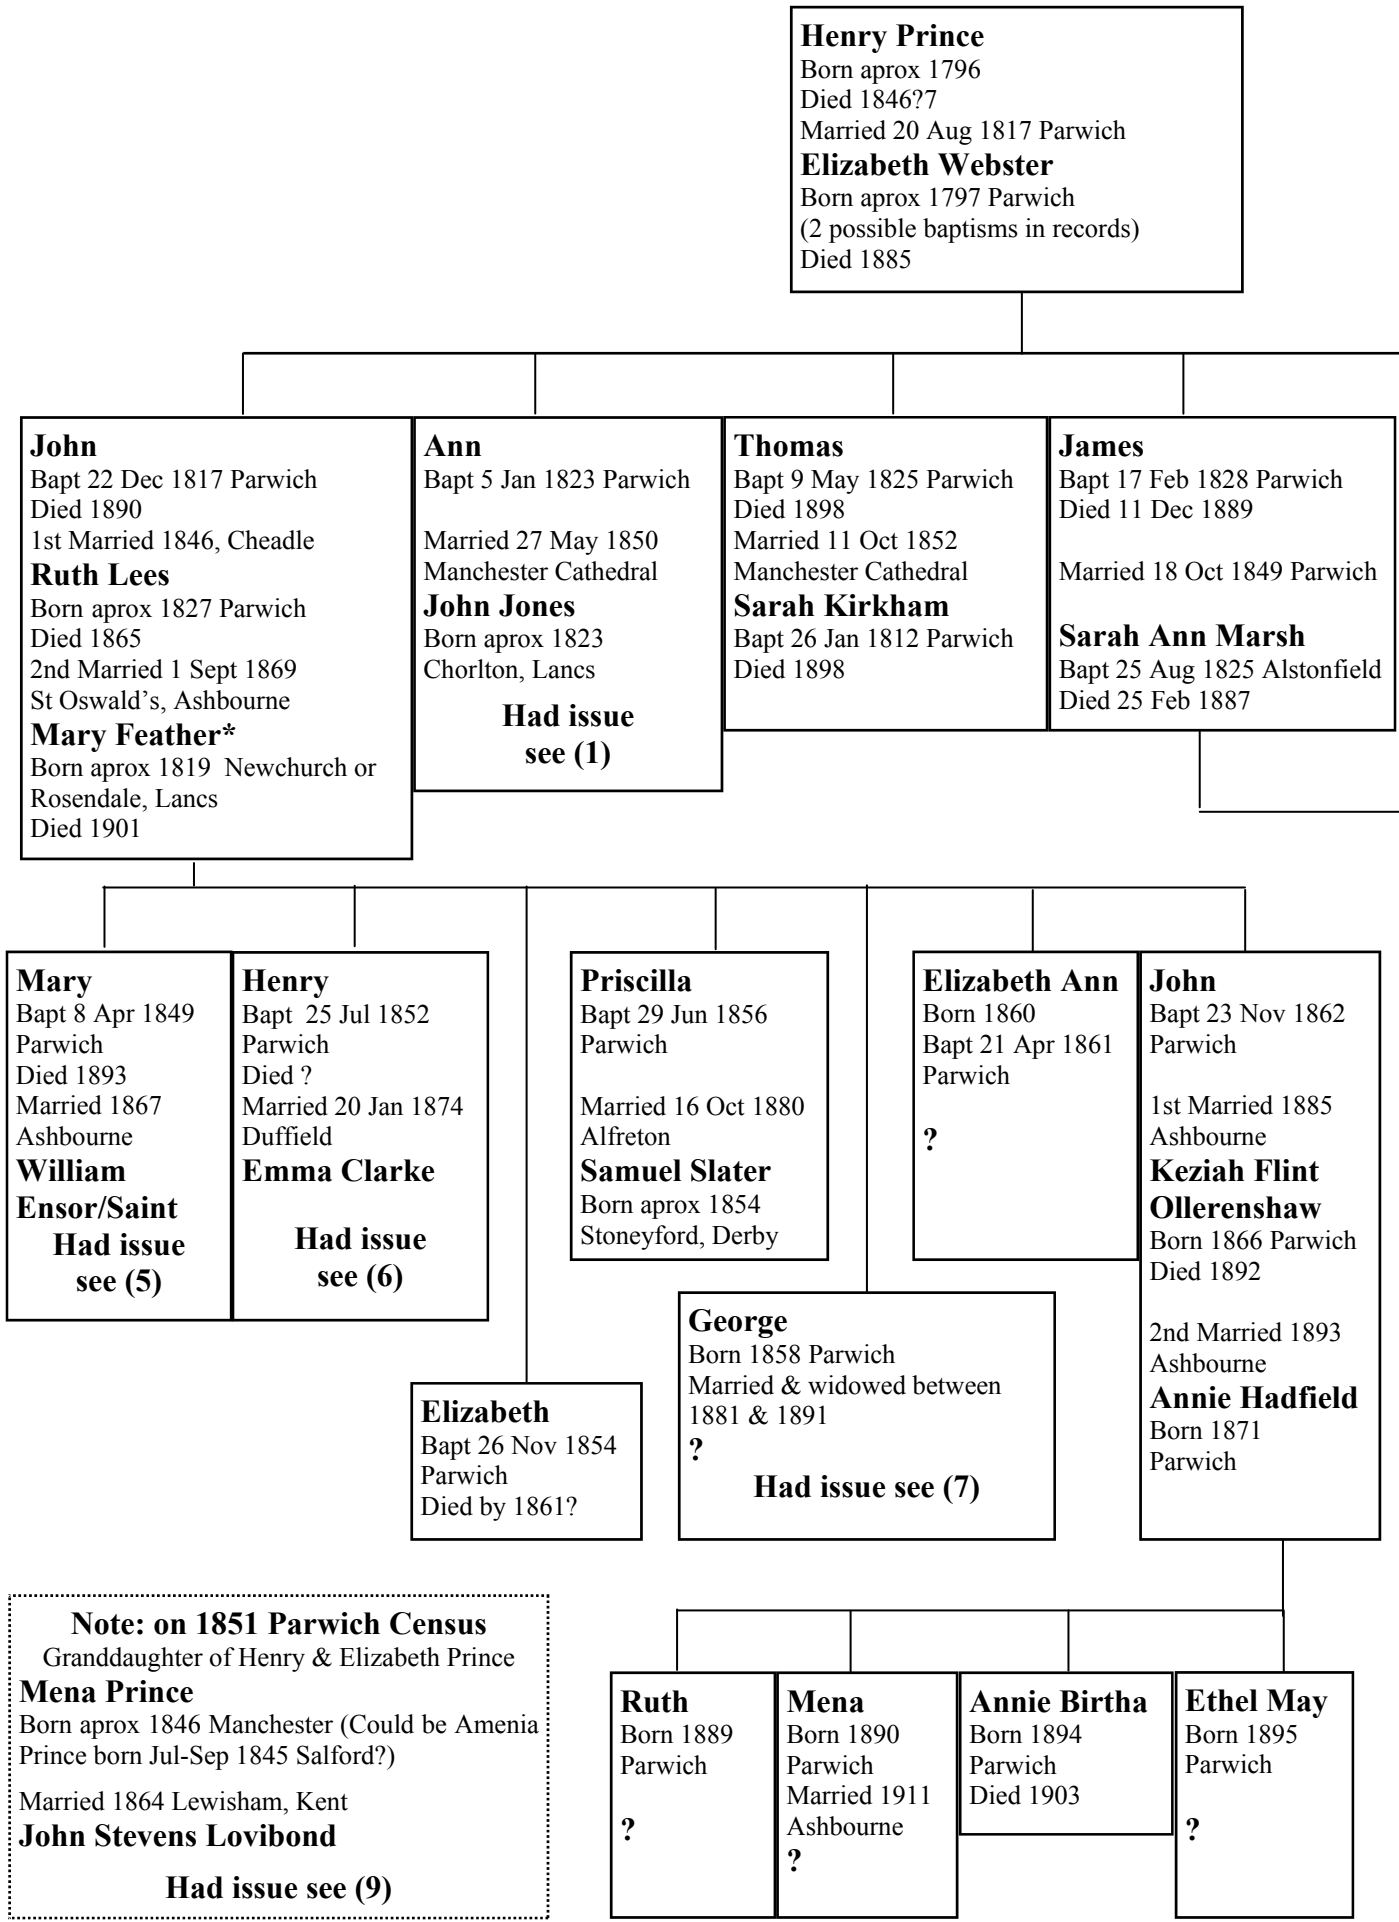 Henry Prince
Born aprox 1796
Died 1846?7
Married 20 Aug 1817 Parwich
Elizabeth Webster
Born aprox 1797 Parwich
(2 possible baptisms in records)
Died 1885
John
Bapt 22 Dec 1817 Parwich
Died 1890
1st Married 1846, Cheadle
Ruth Lees
Born aprox 1827 Parwich
Died 1865
2nd Married 1 Sept 1869
St Oswald's, Ashbourne
Mary Feather*
Born aprox 1819 Newchurch or
Rosendale, Lancs
Died 1901
Ann
Bapt 5 Jan 1823 Parwich
Married 27 May 1850
Manchester Cathedral
John Jones
Born aprox 1823
Chorlton, Lancs
Had issue
see (1)
Thomas
Bapt 9 May 1825 Parwich
Died 1898
Married 11 Oct 1852
Manchester Cathedral
Sarah Kirkham
Bapt 26 Jan 1812 Parwich
Died 1898
James
Bapt 17 Feb 1828 Parwich
Died 11 Dec 1889
Married 18 Oct 1849 Parwich
Sarah Ann Marsh
Bapt 25 Aug 1825 Alstonfield
Died 25 Feb 1887
Mary
Bapt 8 Apr 1849
Parwich
Died 1893
Married 1867
Ashbourne
William
Ensor/Saint
Had issue
see (5)
Henry
Bapt 25 Jul 1852
Parwich
Died ?
Married 20 Jan 1874
Duffield
Emma Clarke
Had issue
see (6)
Elizabeth
Bapt 26 Nov 1854
Parwich
Died by 1861?
Priscilla
Bapt 29 Jun 1856
Parwich
Married 16 Oct 1880
Alfreton
Samuel Slater
Born aprox 1854
Stoneyford, Derby
George
Born 1858 Parwich
Married & widowed between
1881 & 1891
?
Had issue see (7)
Elizabeth Ann
Born 1860
Bapt 21 Apr 1861
Parwich
?
John
Bapt 23 Nov 1862
Parwich
1st Married 1885
Ashbourne
Keziah Flint
Ollerenshaw
Born 1866 Parwich
Died 1892
2nd Married 1893
Ashbourne
Annie Hadfield
Born 1871
Parwich
Note: on 1851 Parwich Census
Granddaughter of Henry & Elizabeth Prince
Mena Prince
Born aprox 1846 Manchester (Could be Amenia
Prince born Jul-Sep 1845 Salford?)
Married 1864 Lewisham, Kent
John Stevens Lovibond
Had issue see (9)
Ruth
Born 1889
Parwich
?
Mena
Born 1890
Parwich
Married 1911
Ashbourne
?
Annie Birtha
Born 1894
Parwich
Died 1903
Ethel May
Born 1895
Parwich
?